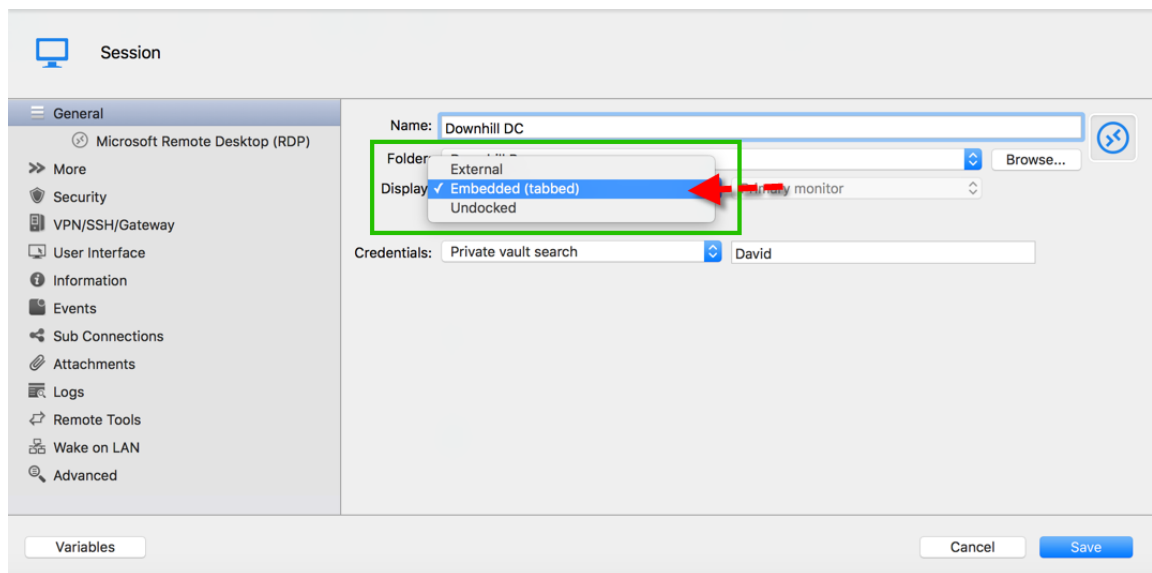 Session
General
Microsoft Remote Desktop (RDP)
More
Security
VPN/SSH/Gateway
User Interface
Information
Events
Sub Connections
Attachments
Logs
Remote Tools
Wake on LAN
Advanced
Name: Downhill DC
Folder Browse...
External
Display ✓ Embedded (tabbed) monitor
Undocked
Credentials: Private vault search David
Variables Cancel Save